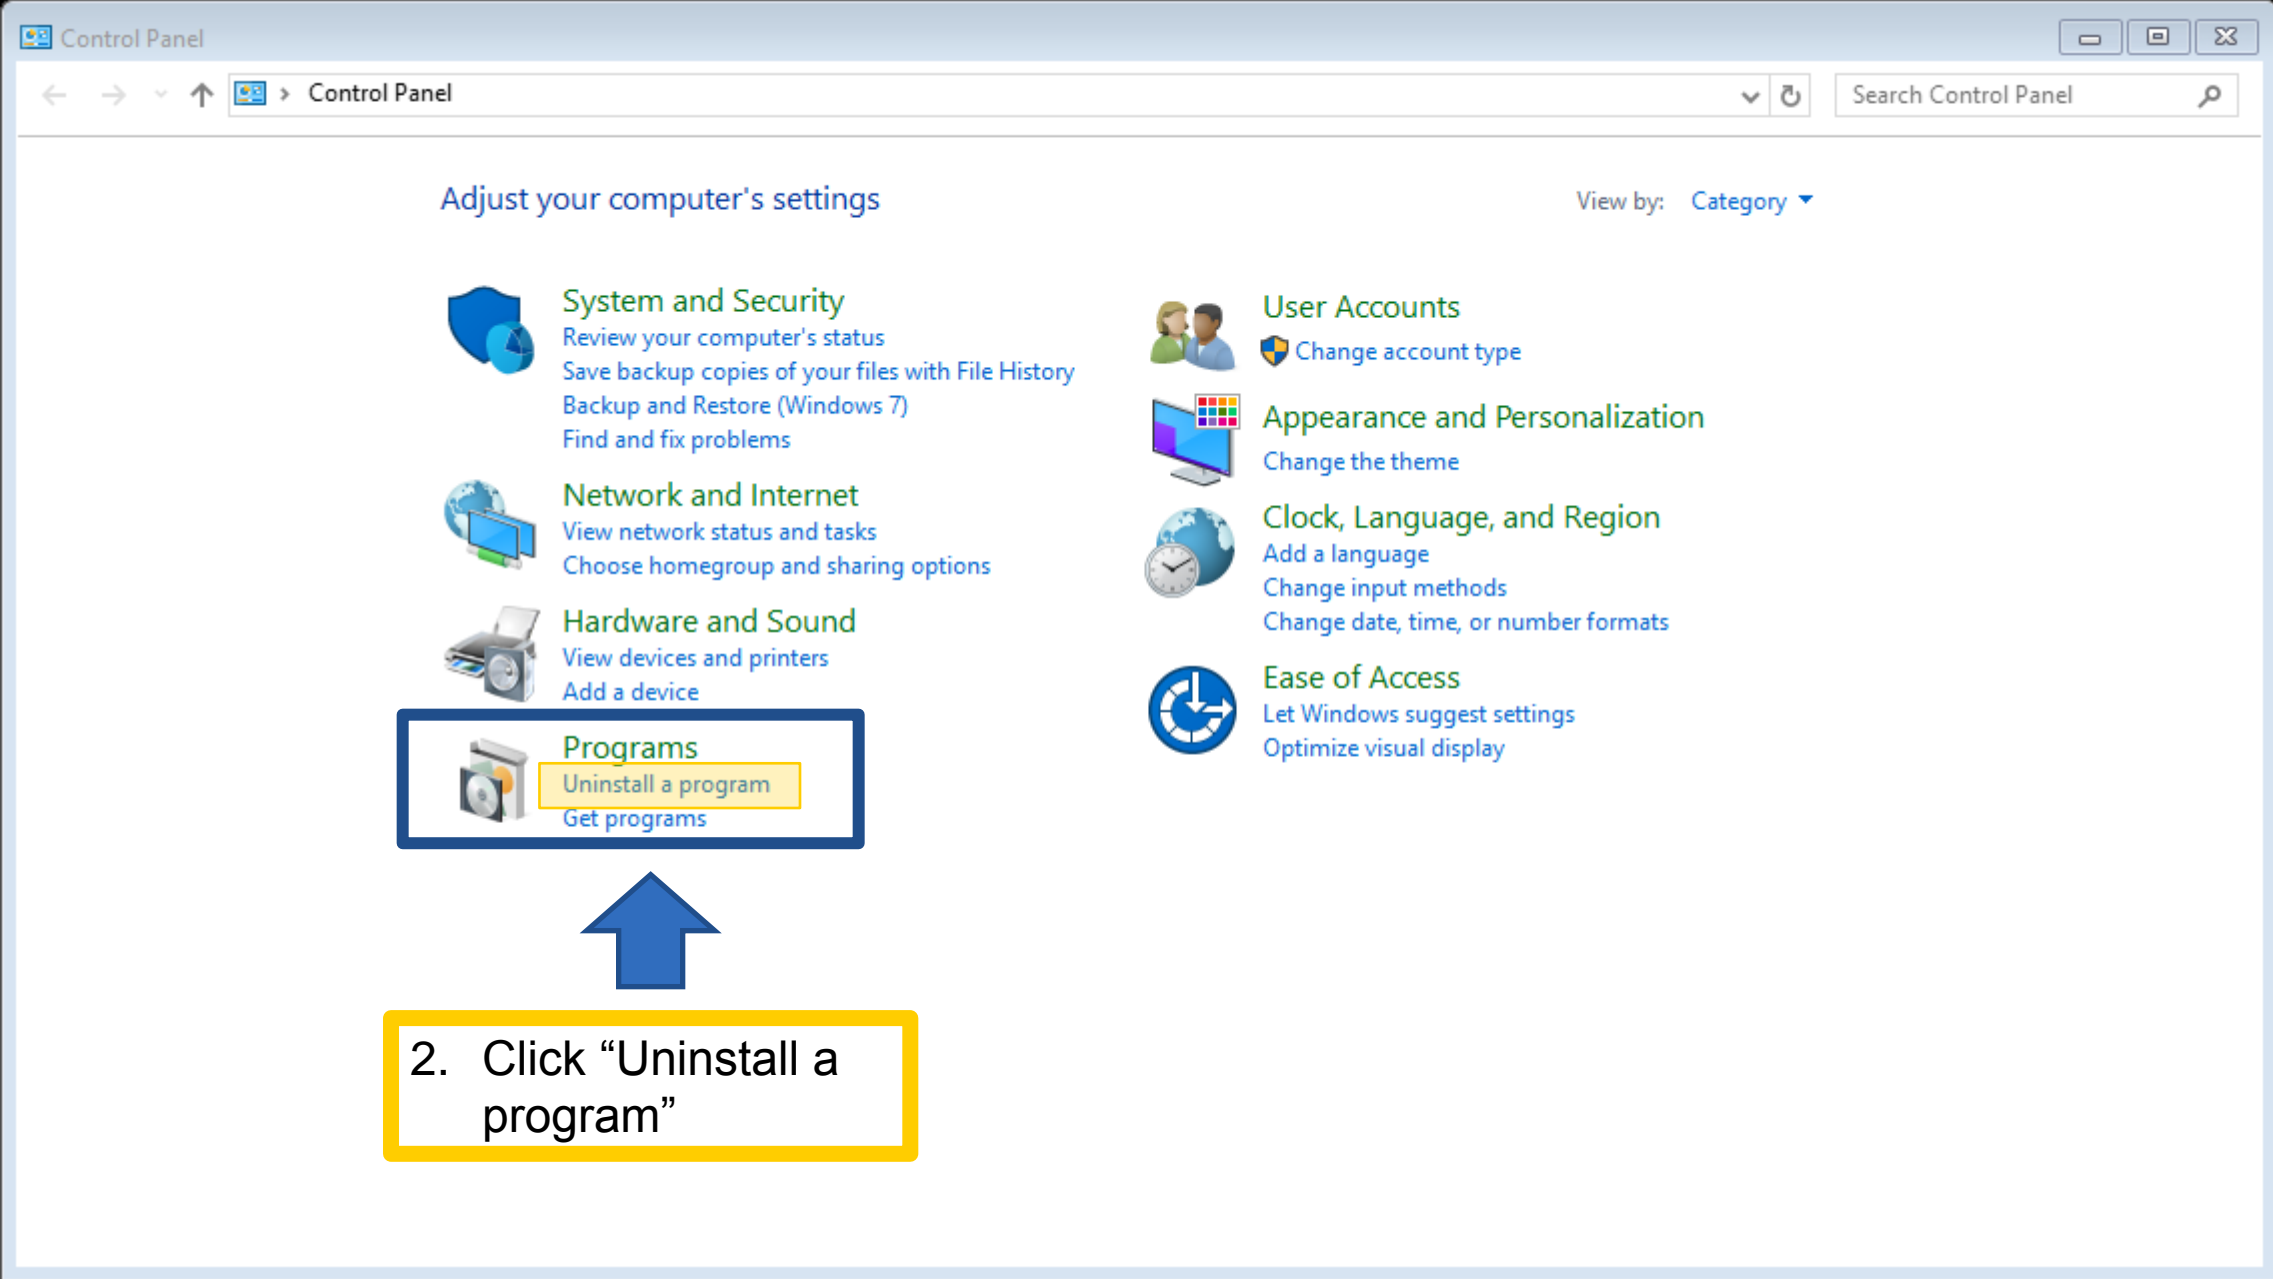 Control Panel
Control Panel
Search Control Panel
Adjust your computer's settings
View by: Category
System and Security
Review your computer's status
Save backup copies of your files with File History
Backup and Restore (Windows 7)
Find and fix problems
Network and Internet
View network status and tasks
Choose homegroup and sharing options
Hardware and Sound
View devices and printers
Add a device
Programs
Uninstall a program
Get programs
User Accounts
Change account type
Appearance and Personalization
Change the theme
Clock, Language, and Region
Add a language
Change input methods
Change date, time, or number formats
Ease of Access
Let Windows suggest settings
Optimize visual display
2. Click “Uninstall a
program”